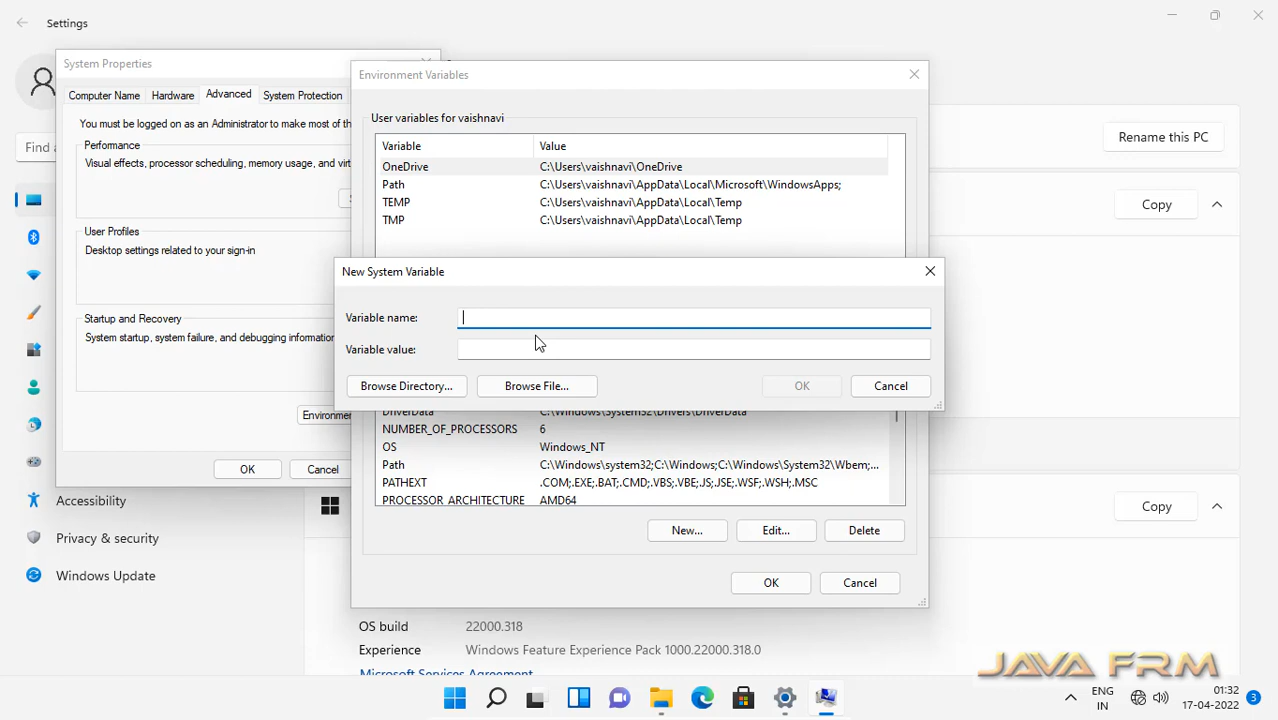 Settings
System Properties
Computer Name Hardware Advanced System Protection
You must be logged on as an Administrator to make most of th
Performance
Visual effects, processor scheduling, memory usage, and virt
User Profiles
Desktop settings related to your sign-in
Startup and Recovery
System startup, system failure, and debugging information
Environme
OK Cancel
Find a
Accessibility
Privacy & security
Windows Update
Environment Variables
User variables for vaishnavi
Variable Value
OneDrive C:\Users\vaishnavi\OneDrive
Path C:\Users\vaishnavi\AppData\Local\Microsoft\WindowsApps;
TEMP C:\Users\vaishnavi\AppData\Local\Temp
TMP C:\Users\vaishnavi\AppData\Local\Temp
New System Variable
Variable name:
Variable value:
Browse Directory... Browse File... OK Cancel
DriverData C:\Windows\System32\Drivers\DriverData
NUMBER_OF_PROCESSORS 6
OS Windows_NT
Path C:\Windows\system32;C:\Windows;C:\Windows\System32\Wbem;...
PATHEXT .COM;.EXE;.BAT;.CMD;.VBS;.VBE;.JS;.JSE;.WSF;.WSH;.MSC
PROCESSOR_ARCHITECTURE AMD64
New... Edit... Delete
OK Cancel
Rename this PC
Copy
Copy
OS build 22000.318
Experience Windows Feature Experience Pack 1000.22000.318.0
Microsoft Services Agreement
JAVA FRM
ENG
IN
01:32
17-04-2022
3